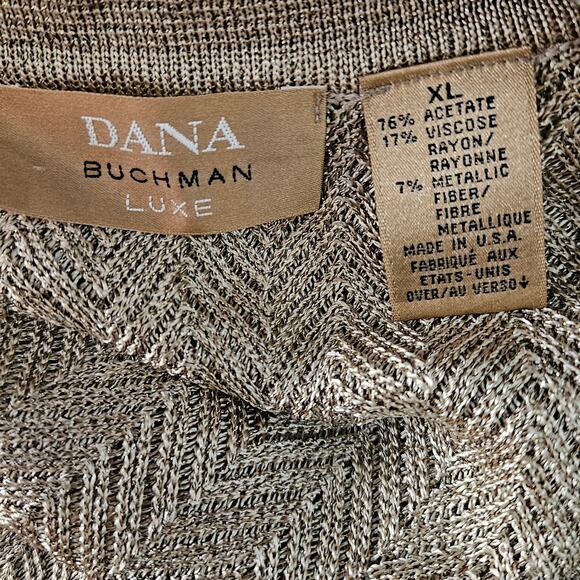 DANA
BUCHMAN
LUXE
XL
76% ACETATE
17% VISCOSE
RAYON/
RAYONNE
7% METALLIC
FIBER/
FIBRE
METALLIQUE
MADE IN U.S.A.
FABRIQUÉ AUX
ETATS-UNIS
OVER/AU VERSO↓